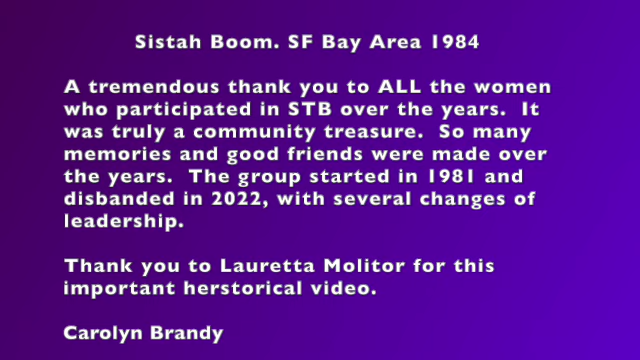 Sistah Boom. SF Bay Area 1984
A tremendous thank you to ALL the women
who participated in STB over the years.  It
was truly a community treasure.  So many
memories and good friends were made over
the years.  The group started in 1981 and
disbanded in 2022, with several changes of
leadership.
Thank you to Lauretta Molitor for this
important herstorical video.
Carolyn Brandy